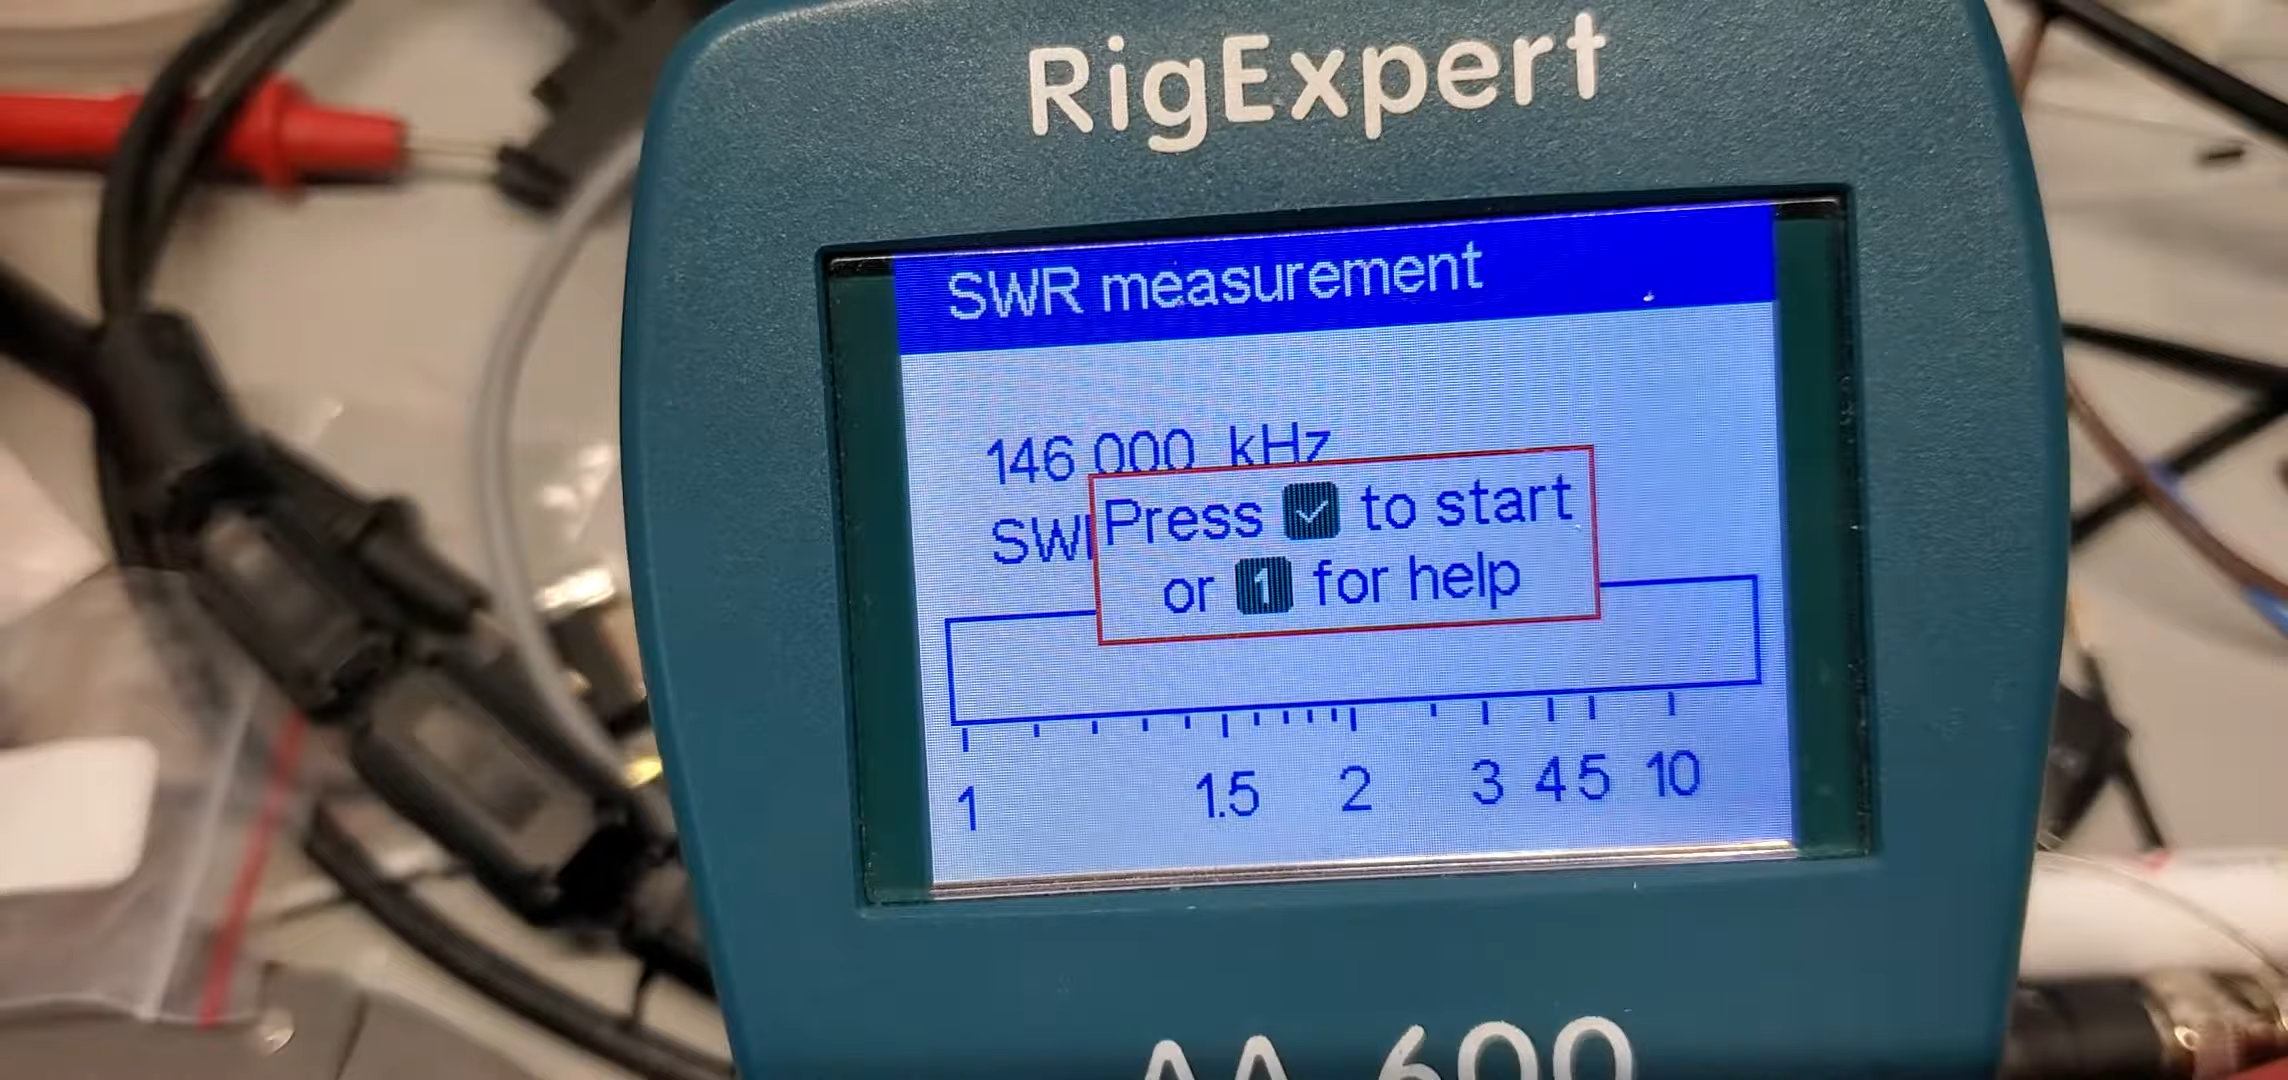 RigExpert
SWR measurement
146 000 kHz
SW
Press ✓ to start
or 1 for help
1 1.5 2 3 4 5 10
AA-600